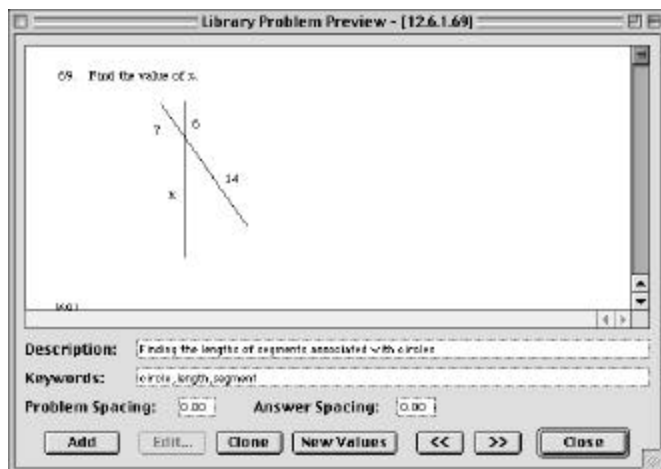 Library Problem Preview - [12.6.1.69]
69. Find the value of x.
7
6
x
14
[69]
Description: Finding the lengths of segments associated with circles
Keywords: circle,length,segment
Problem Spacing: 0.00 Answer Spacing: 0.00
Add Edit... Clone New Values << >> Close